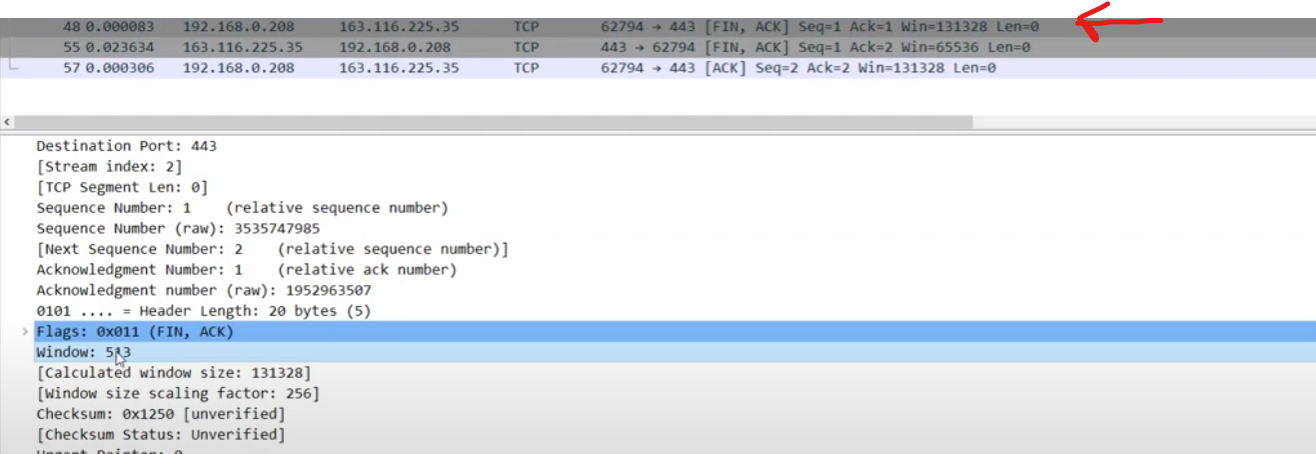 48 0.000083 192.168.0.208 163.116.225.35 TCP 62794 → 443 [FIN, ACK] Seq=1 Ack=1 Win=131328 Len=0
55 0.023634 163.116.225.35 192.168.0.208 TCP 443 → 62794 [FIN, ACK] Seq=1 Ack=2 Win=65536 Len=0
57 0.000306 192.168.0.208 163.116.225.35 TCP 62794 → 443 [ACK] Seq=2 Ack=2 Win=131328 Len=0
Destination Port: 443
[Stream index: 2]
[TCP Segment Len: 0]
Sequence Number: 1 (relative sequence number)
Sequence Number (raw): 3535747985
[Next Sequence Number: 2 (relative sequence number)]
Acknowledgment Number: 1 (relative ack number)
Acknowledgment number (raw): 1952963507
0101 .... = Header Length: 20 bytes (5)
Flags: 0x011 (FIN, ACK)
Window: 513
[Calculated window size: 131328]
[Window size scaling factor: 256]
Checksum: 0x1250 [unverified]
[Checksum Status: Unverified]
Urgent Pointer: 0